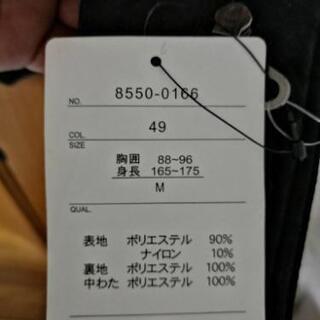 NO. 8550-0166
COL. 49
SIZE
胸囲 88~96
身長 165~175
M
QUAL.
表地 ポリエステル 90%
ナイロン 10%
裏地 ポリエステル 100%
中わた ポリエステル 100%